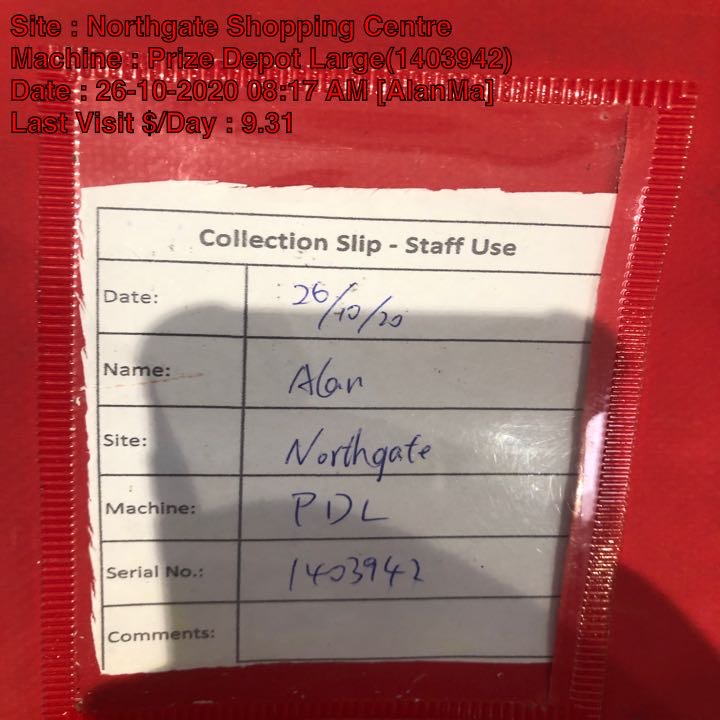 Site : Northgate Shopping Centre
Machine : Prize Depot Large(1403942)
Date : 26-10-2020 08:17 AM [AlanMa]
Last Visit $/Day : 9.31
Collection Slip - Staff Use
Date: 26/10/20
Name: Alan
Site: Northgate
Machine: PDL
Serial No.: 1403942
Comments: